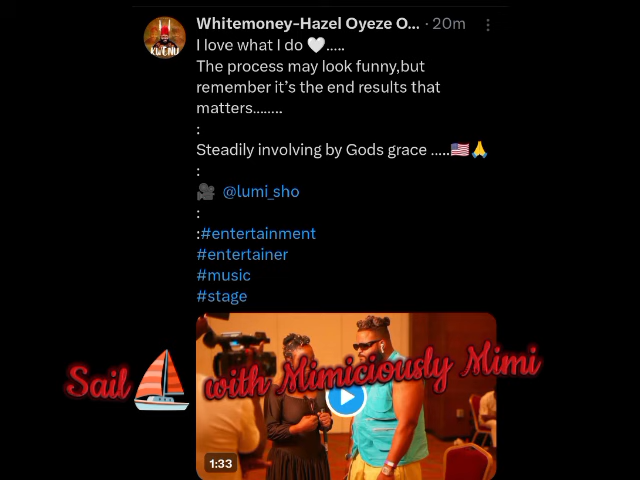 Whitemoney-Hazel Oyeze O... · 20m
I love what I do 🤍.....
The process may look funny,but
remember it's the end results that
matters........
:
Steadily involving by Gods grace .....🇺🇸🙏
:
🎥 @lumi_sho
:
:#entertainment
#entertainer
#music
#stage
Sail ⛵ with Mimiciously Mimi
1:33